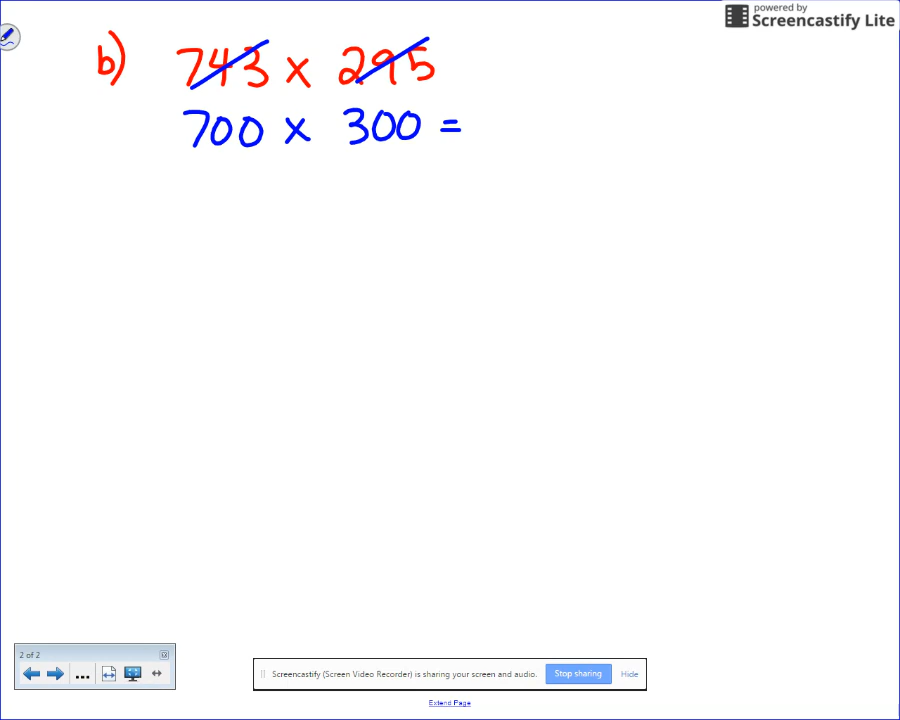 powered by
Screencastify Lite
b) 743 x 295
700 x 300 =
2 of 2
...
Screencastify (Screen Video Recorder) is sharing your screen and audio. Stop sharing Hide
Extend Page